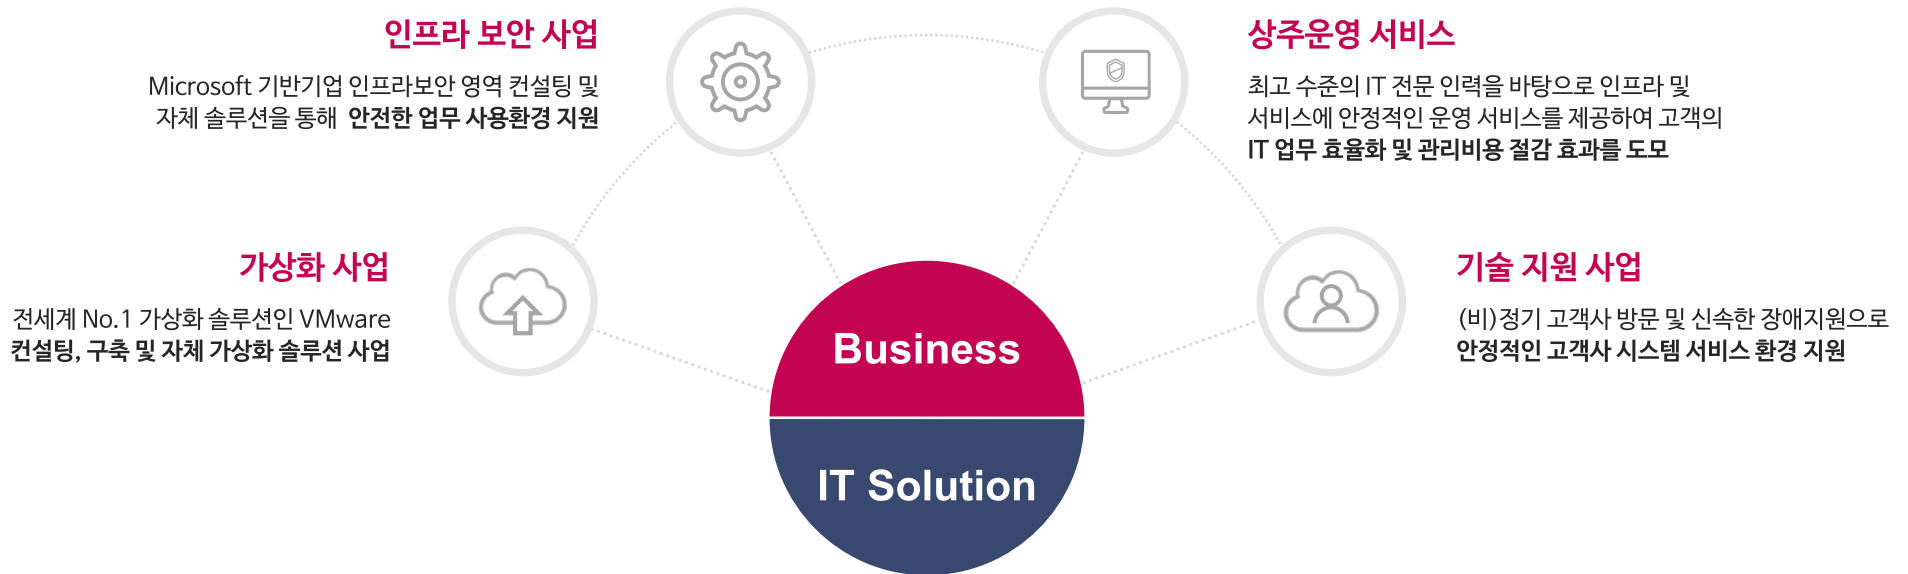 인프라 보안 사업
Microsoft 기반기업 인프라보안 영역 컨설팅 및
자체 솔루션을 통해 안전한 업무 사용환경 지원
상주운영 서비스
최고 수준의 IT 전문 인력을 바탕으로 인프라 및
서비스에 안정적인 운영 서비스를 제공하여 고객의
IT 업무 효율화 및 관리비용 절감 효과를 도모
가상화 사업
전세계 No.1 가상화 솔루션인 VMware
컨설팅, 구축 및 자체 가상화 솔루션 사업
기술 지원 사업
(비)정기 고객사 방문 및 신속한 장애지원으로
안정적인 고객사 시스템 서비스 환경 지원
Business
IT Solution